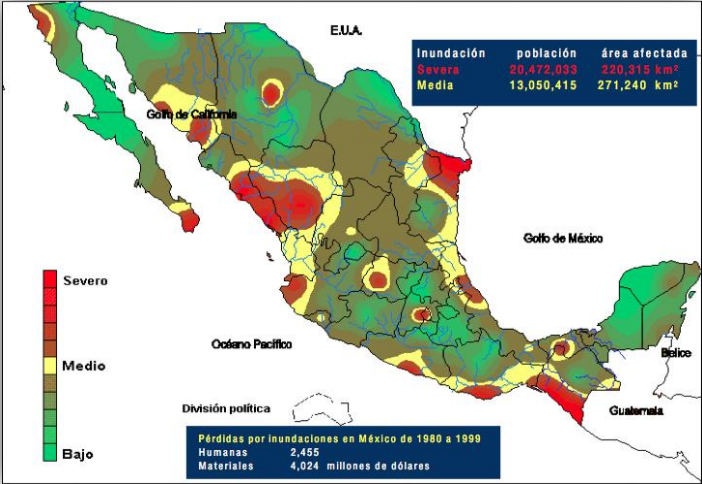 E.U.A.
Inundación población área afectada
Severa 20,472,033 220,315 km²
Media 13,050,415 271,240 km²
Golfo de California
Golfo de México
Severo
Medio
Bajo
Océano Pacífico
Belice
Guatemala
División política
Pérdidas por inundaciones en México de 1980 a 1999
Humanas 2,455
Materiales 4,024 millones de dólares